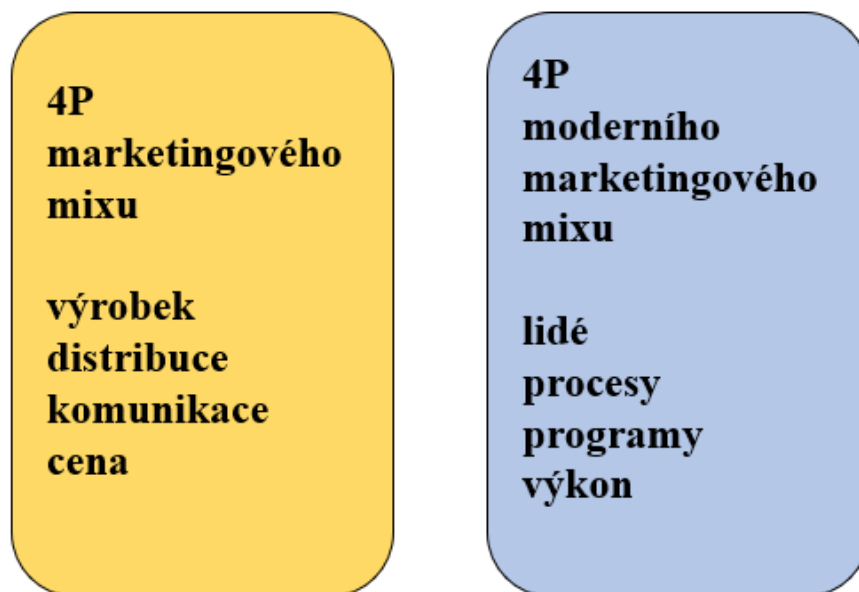 4P
marketingového
mixu
výrobek
distribuce
komunikace
cena
4P
moderního
marketingového
mixu
lidé
procesy
programy
výkon